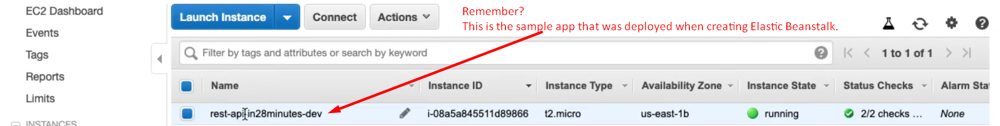 EC2 Dashboard
Events
Tags
Reports
Limits
INSTANCES
Launch Instance
Connect
Actions
Remember?
This is the sample app that was deployed when creating Elastic Beanstalk.
Filter by tags and attributes or search by keyword
1 to 1 of 1
Name Instance ID Instance Type Availability Zone Instance State Status Checks Alarm Stat
rest-api-in28minutes-dev i-08a5a845511d89866 t2.micro us-east-1b running 2/2 checks ... None